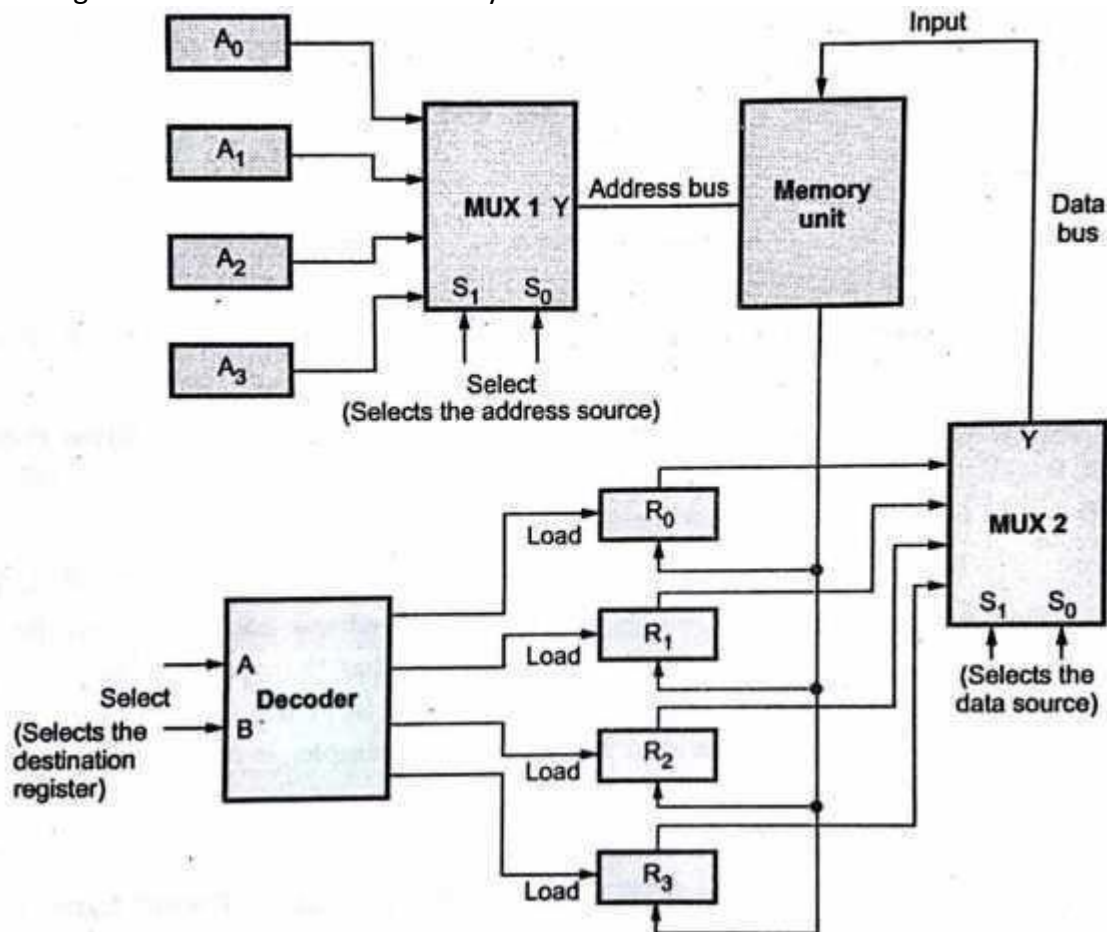 A0
Input
A1
MUX 1 Y
Address bus
Memory
unit
Data
bus
A2
S1 S0
A3
Select
(Selects the address source)
Y
R0
Load
MUX 2
S1 S0
R1
Load
A
Select
Decoder
B
(Selects the
destination
register)
(Selects the
data source)
R2
Load
R3
Load